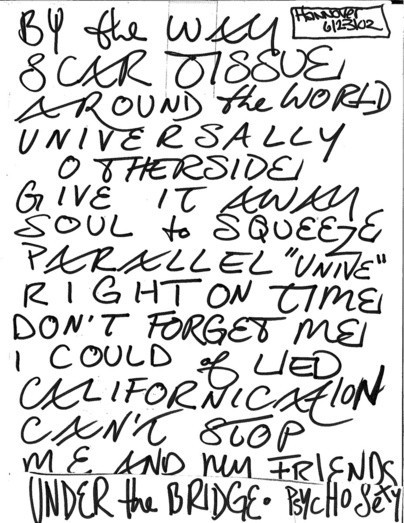 Hannover
6/23/02
BY the WAY
SCAR TISSUE
AROUND the WORLD
UNIVERSALLY
OTHERSIDE
GIVE IT AWAY
SOUL to SQUEEZE
PARALLEL "UNIVE"
RIGHT ON TIME
DON'T FORGET ME
I COULD of LIED
CALIFORNICATION
CAN'T STOP
ME AND MY FRIENDS
UNDER the BRIDGE. PSYCHO SeXY